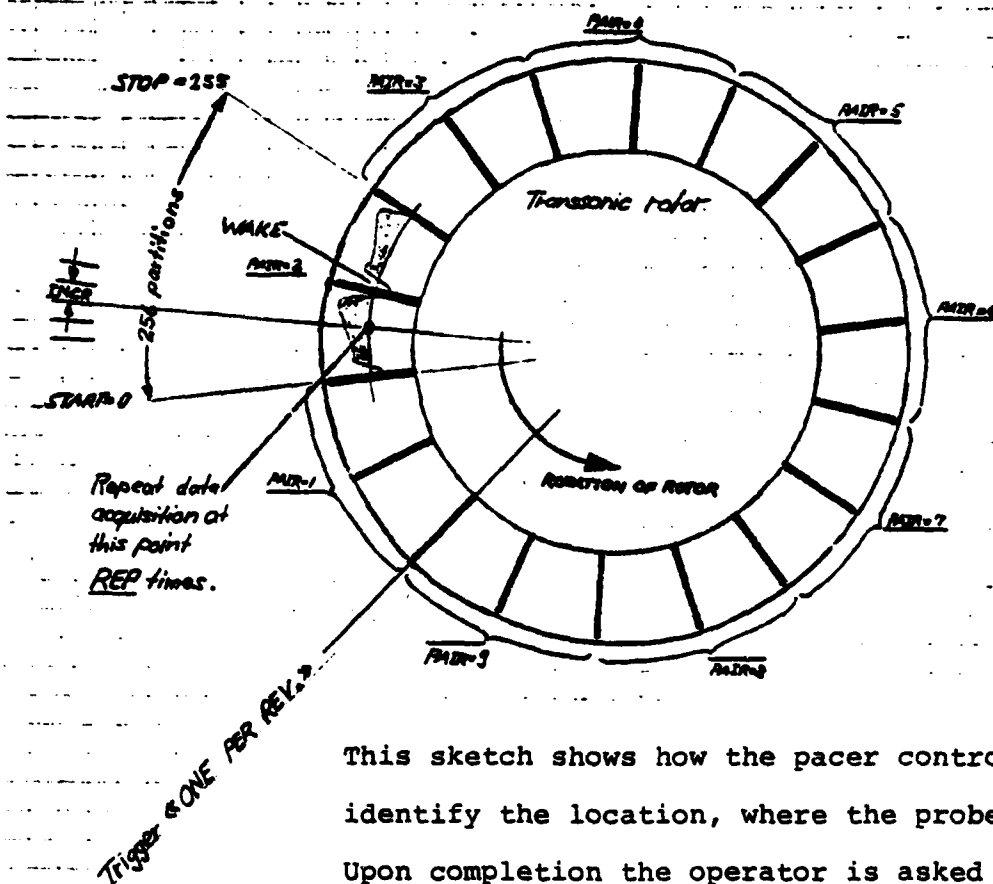 PAIR=4
PAIR=3
STOP=255
PAIR=5
Transsonic rotor.
WAKE
PAIR=2
256 partitions
INCR
PAIR=6
START=0
PAIR=1
ROTATION OF ROTOR
Repeat data
acquisition at
this point
REP times.
PAIR=7
PAIR=9
PAIR=8
Trigger "ONE PER REV."
This sketch shows how the pacer contro
identify the location, where the probe
Upon completion the operator is asked